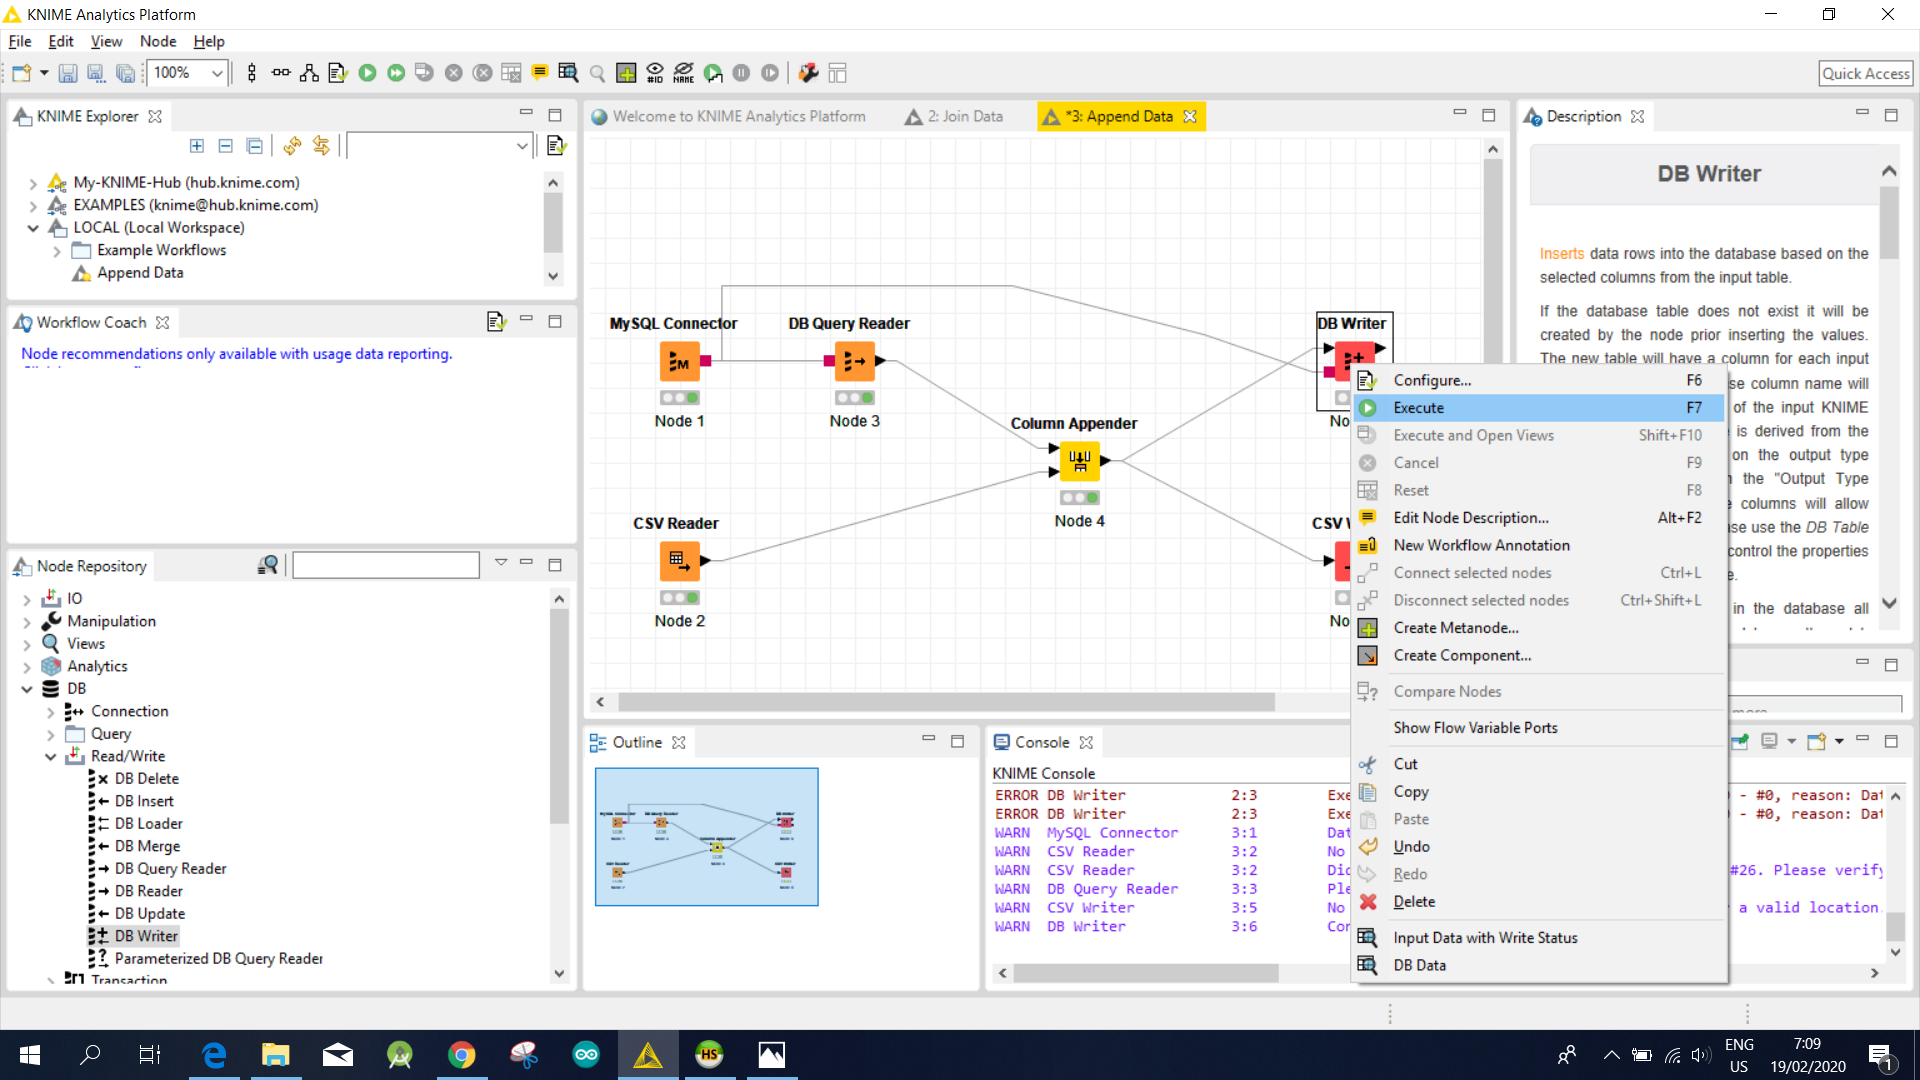 KNIME Analytics Platform
File Edit View Node Help
100%
#ID
NAME
Quick Access
KNIME Explorer
My-KNIME-Hub (hub.knime.com)
EXAMPLES (knime@hub.knime.com)
LOCAL (Local Workspace)
Example Workflows
Append Data
Workflow Coach
Node recommendations only available with usage data reporting.
Node Repository
IO
Manipulation
Views
Analytics
DB
Connection
Query
Read/Write
DB Delete
DB Insert
DB Loader
DB Merge
DB Query Reader
DB Reader
DB Update
DB Writer
Parameterized DB Query Reader
Transaction
Welcome to KNIME Analytics Platform
2: Join Data
*3: Append Data
MySQL Connector
M
Node 1
DB Query Reader
Node 3
DB Writer
No
Column Appender
Node 4
CSV Reader
Node 2
CSV
No
Configure... F6
Execute F7
Execute and Open Views Shift+F10
Cancel F9
Reset F8
Edit Node Description... Alt+F2
New Workflow Annotation
Connect selected nodes Ctrl+L
Disconnect selected nodes Ctrl+Shift+L
Create Metanode...
Create Component...
Compare Nodes
Show Flow Variable Ports
Cut
Copy
Paste
Undo
Redo
Delete
Input Data with Write Status
DB Data
Description
DB Writer
Inserts data rows into the database based on the
selected columns from the input table.
If the database table does not exist it will be
created by the node prior inserting the values.
The new table will have a column for each input
se column name will
of the input KNIME
is derived from the
on the output type
the "Output Type
columns will allow
se use the DB Table
control the properties
in the database all
Outline
Console
KNIME Console
ERROR DB Writer 2:3 Exe - #0, reason: Dat
ERROR DB Writer 2:3 Exe - #0, reason: Dat
WARN MySQL Connector 3:1 Dat
WARN CSV Reader 3:2 No
WARN CSV Reader 3:2 Did #26. Please verify
WARN DB Query Reader 3:3 Ple
WARN CSV Writer 3:5 No a valid location.
WARN DB Writer 3:6 Cor
HS
ENG
US
7:09
19/02/2020
1